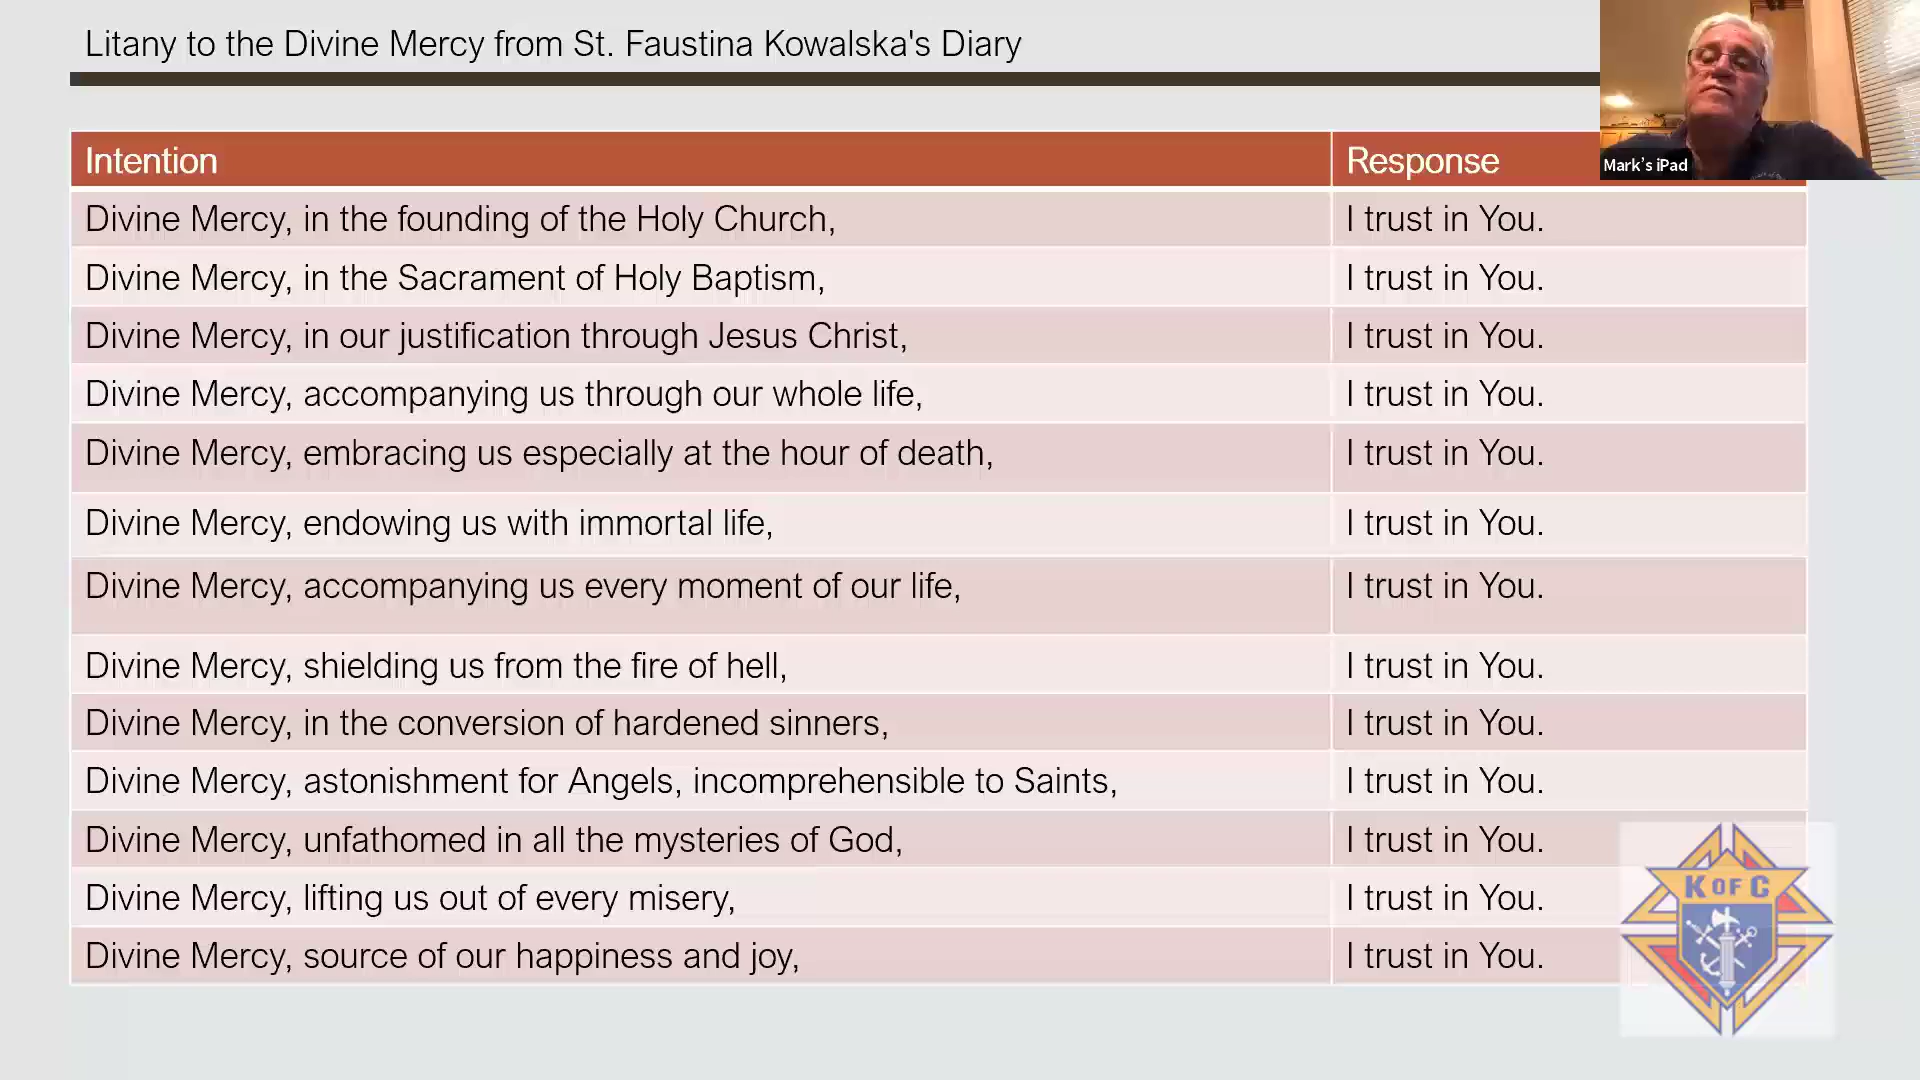 Litany to the Divine Mercy from St. Faustina Kowalska's Diary
Mark's iPad
Intention Response
Divine Mercy, in the founding of the Holy Church, I trust in You.
Divine Mercy, in the Sacrament of Holy Baptism, I trust in You.
Divine Mercy, in our justification through Jesus Christ, I trust in You.
Divine Mercy, accompanying us through our whole life, I trust in You.
Divine Mercy, embracing us especially at the hour of death, I trust in You.
Divine Mercy, endowing us with immortal life, I trust in You.
Divine Mercy, accompanying us every moment of our life, I trust in You.
Divine Mercy, shielding us from the fire of hell, I trust in You.
Divine Mercy, in the conversion of hardened sinners, I trust in You.
Divine Mercy, astonishment for Angels, incomprehensible to Saints, I trust in You.
Divine Mercy, unfathomed in all the mysteries of God, I trust in You.
Divine Mercy, lifting us out of every misery, I trust in You.
Divine Mercy, source of our happiness and joy, I trust in You.
K OF C